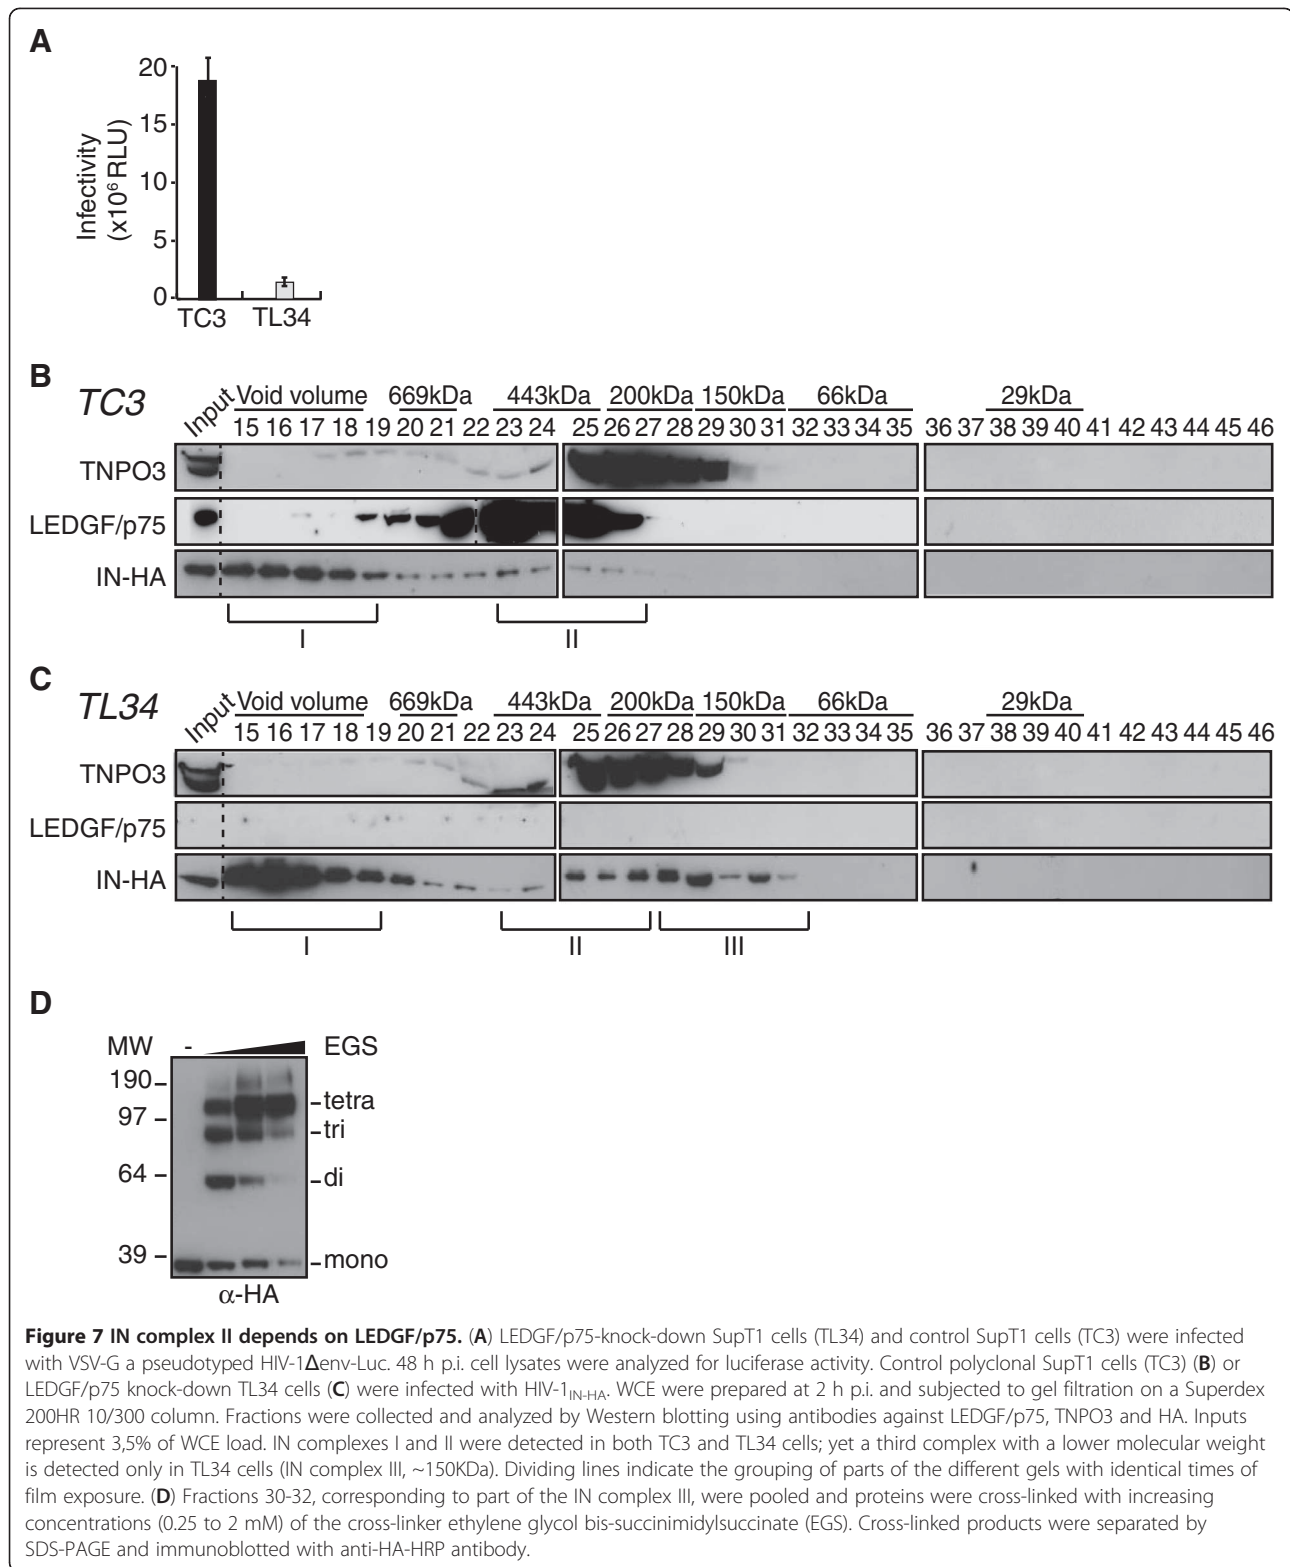 A
20
15
10
5
0
Infectivity
(x10⁶ RLU)
TC3 TL34
B
TC3
Input Void volume 669kDa 443kDa 200kDa 150kDa 66kDa 29kDa
15 16 17 18 19 20 21 22 23 24 25 26 27 28 29 30 31 32 33 34 35 36 37 38 39 40 41 42 43 44 45 46
TNPO3
LEDGF/p75
IN-HA
I II
C
TL34
Input Void volume 669kDa 443kDa 200kDa 150kDa 66kDa 29kDa
15 16 17 18 19 20 21 22 23 24 25 26 27 28 29 30 31 32 33 34 35 36 37 38 39 40 41 42 43 44 45 46
TNPO3
LEDGF/p75
IN-HA
I II III
D
MW - EGS
190
tetra
97
tri
64
di
39
mono
α-HA
Figure 7 IN complex II depends on LEDGF/p75. (A) LEDGF/p75-knock-down SupT1 cells (TL34) and control SupT1 cells (TC3) were infected
with VSV-G a pseudotyped HIV-1Δenv-Luc. 48 h p.i. cell lysates were analyzed for luciferase activity. Control polyclonal SupT1 cells (TC3) (B) or
LEDGF/p75 knock-down TL34 cells (C) were infected with HIV-1IN-HA. WCE were prepared at 2 h p.i. and subjected to gel filtration on a Superdex
200HR 10/300 column. Fractions were collected and analyzed by Western blotting using antibodies against LEDGF/p75, TNPO3 and HA. Inputs
represent 3,5% of WCE load. IN complexes I and II were detected in both TC3 and TL34 cells; yet a third complex with a lower molecular weight
is detected only in TL34 cells (IN complex III, ~150KDa). Dividing lines indicate the grouping of parts of the different gels with identical times of
film exposure. (D) Fractions 30-32, corresponding to part of the IN complex III, were pooled and proteins were cross-linked with increasing
concentrations (0.25 to 2 mM) of the cross-linker ethylene glycol bis-succinimidylsuccinate (EGS). Cross-linked products were separated by
SDS-PAGE and immunoblotted with anti-HA-HRP antibody.